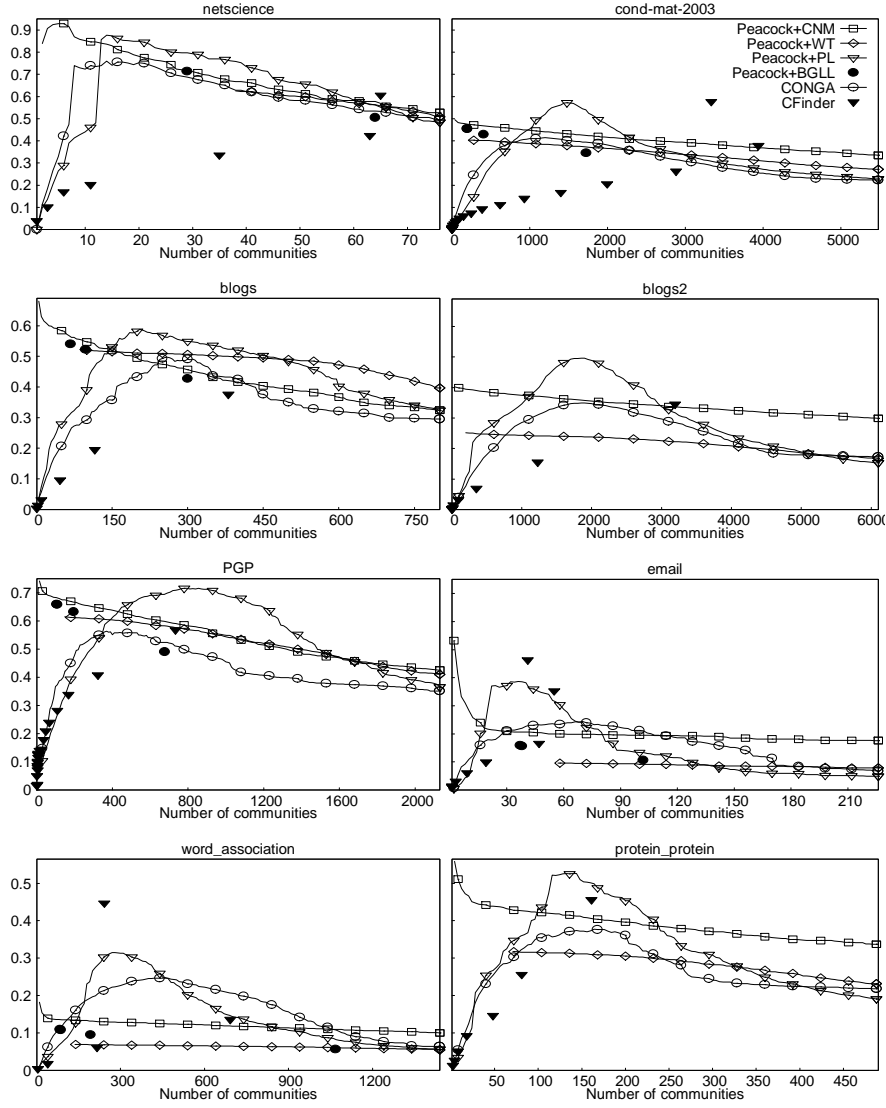 netscience
cond-mat-2003
0.9
0.8
0.7
0.6
0.5
0.4
0.3
0.2
0.1
0
Peacock+CNM
Peacock+WT
Peacock+PL
Peacock+BGLL
CONGA
CFinder
10 20 30 40 50 60 70
0 1000 2000 3000 4000 5000
Number of communities
Number of communities
blogs
blogs2
0.6
0.5
0.4
0.3
0.2
0.1
0
0 150 300 450 600 750
0 1000 2000 3000 4000 5000 6000
Number of communities
Number of communities
PGP
email
0.7
0.6
0.5
0.4
0.3
0.2
0.1
0
0 400 800 1200 1600 2000
30 60 90 120 150 180 210
Number of communities
Number of communities
word_association
protein_protein
0.5
0.4
0.3
0.2
0.1
0
0 300 600 900 1200
50 100 150 200 250 300 350 400 450
Number of communities
Number of communities